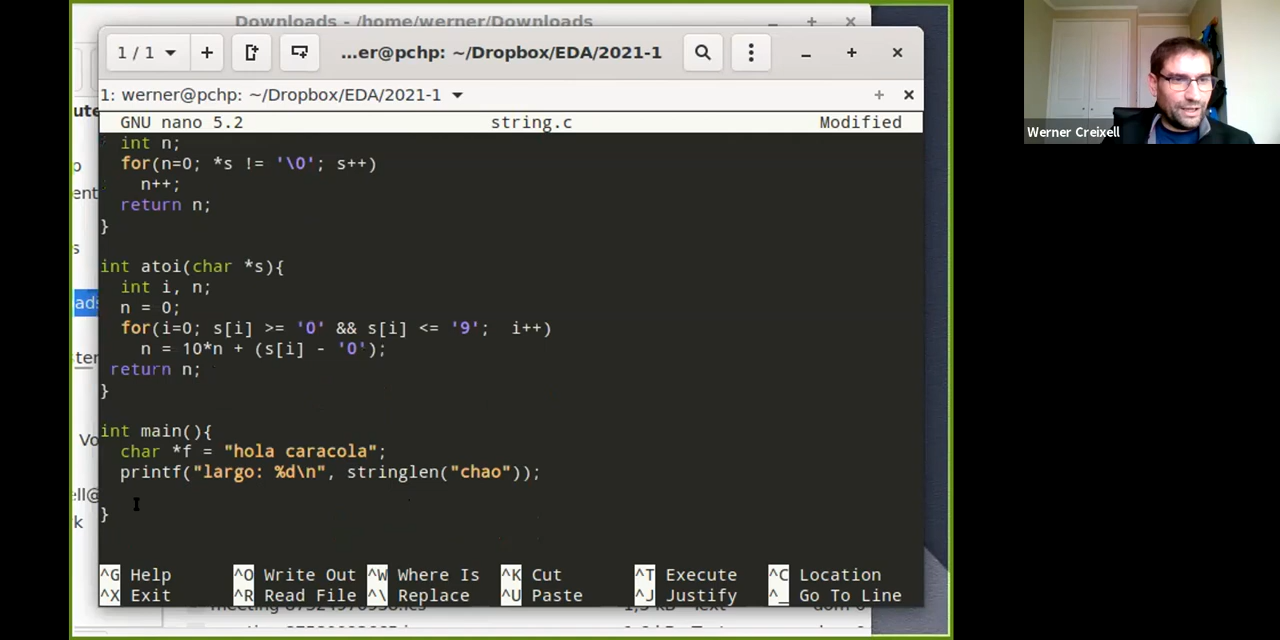 Downloads - /home/werner/Downloads
1 / 1
…er@pchp: ~/Dropbox/EDA/2021-1
1: werner@pchp: ~/Dropbox/EDA/2021-1
GNU nano 5.2 string.c Modified
int n;
for(n=0; *s != '\0'; s++)
n++;
return n;
}
int atoi(char *s){
int i, n;
n = 0;
for(i=0; s[i] >= '0' && s[i] <= '9';  i++)
n = 10*n + (s[i] - '0');
return n;
}
int main(){
char *f = "hola caracola";
printf("largo: %d\n", stringlen("chao"));
}
^G Help ^O Write Out ^W Where Is ^K Cut ^T Execute ^C Location
^X Exit ^R Read File ^\ Replace ^U Paste ^J Justify ^_ Go To Line
Werner Creixell